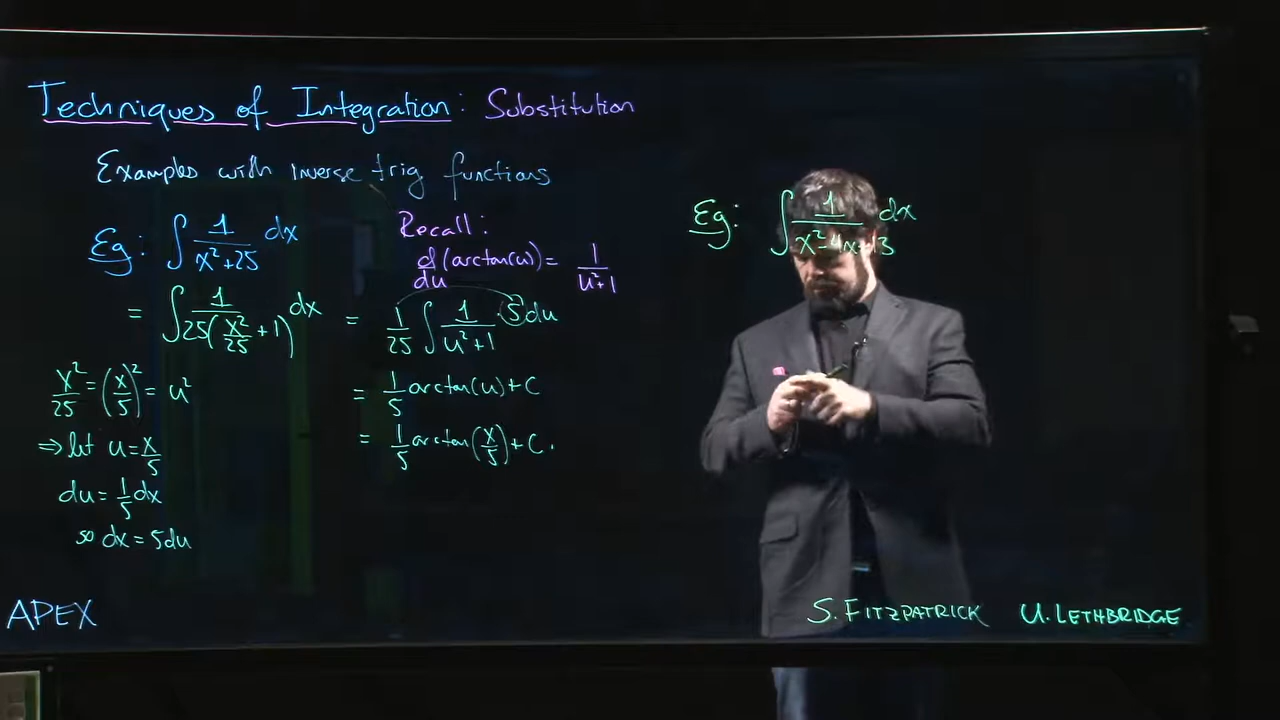 Techniques of Integration: Substitution
Examples with inverse trig functions
Eg: ∫ 1/(x²+25) dx
Recall:
d/du (arctan(u)) = 1/(u²+1)
= ∫ 1/(25(x²/25 + 1)) dx = 1/25 ∫ 1/(u²+1) · 5du
x²/25 = (x/5)² = u²
= 1/5 arctan(u) + C
⇒ let u = x/5
= 1/5 arctan(x/5) + C.
du = 1/5 dx
so dx = 5du
Eg: ∫ 1/(x²-4x+13) dx
APEX
S. FITZPATRICK U. LETHBRIDGE